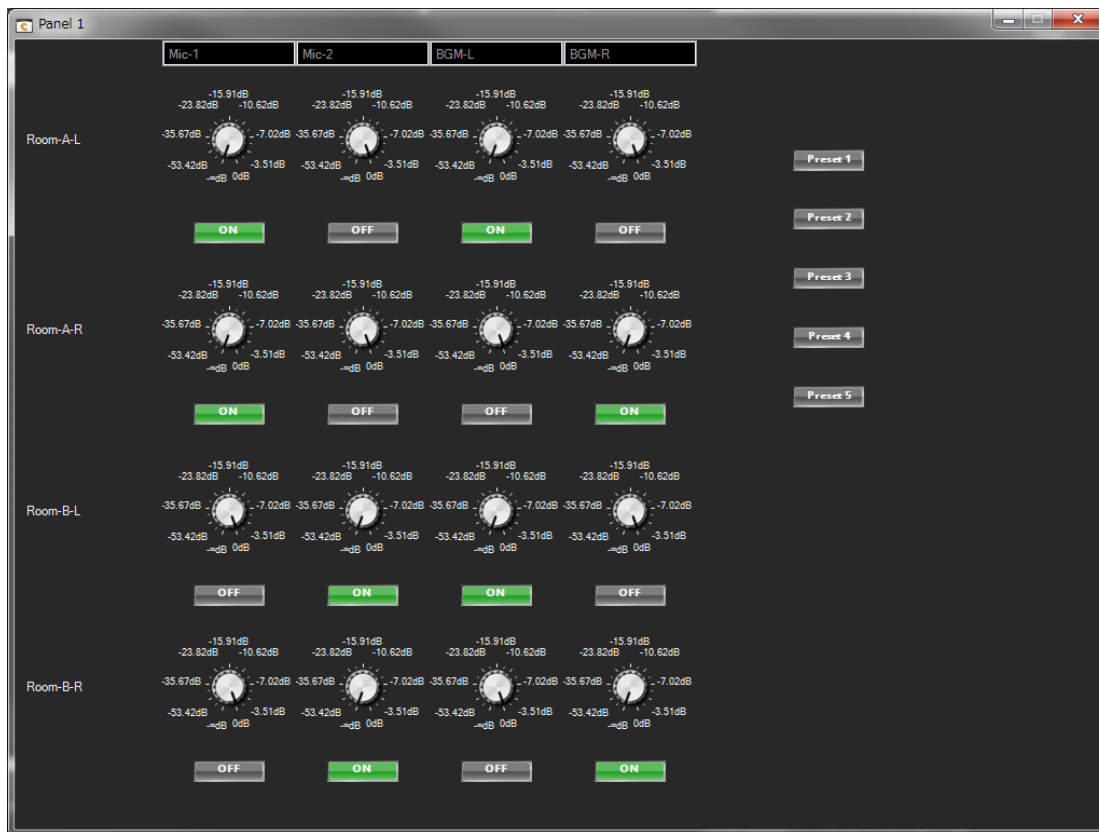 Panel 1
Mic-1 Mic-2 BGM-L BGM-R
-15.91dB -15.91dB -15.91dB -15.91dB
-23.82dB -10.62dB -23.82dB -10.62dB -23.82dB -10.62dB -23.82dB -10.62dB
Room-A-L -35.67dB -7.02dB -35.67dB -7.02dB -35.67dB -7.02dB -35.67dB -7.02dB
Preset 1
-53.42dB -3.51dB -53.42dB -3.51dB -53.42dB -3.51dB -53.42dB -3.51dB
-∞dB 0dB -∞dB 0dB -∞dB 0dB -∞dB 0dB
Preset 2
ON OFF ON OFF
Preset 3
-15.91dB -15.91dB -15.91dB -15.91dB
-23.82dB -10.62dB -23.82dB -10.62dB -23.82dB -10.62dB -23.82dB -10.62dB
Room-A-R -35.67dB -7.02dB -35.67dB -7.02dB -35.67dB -7.02dB -35.67dB -7.02dB
Preset 4
-53.42dB -3.51dB -53.42dB -3.51dB -53.42dB -3.51dB -53.42dB -3.51dB
-∞dB 0dB -∞dB 0dB -∞dB 0dB -∞dB 0dB
Preset 5
ON OFF OFF ON
-15.91dB -15.91dB -15.91dB -15.91dB
-23.82dB -10.62dB -23.82dB -10.62dB -23.82dB -10.62dB -23.82dB -10.62dB
Room-B-L -35.67dB -7.02dB -35.67dB -7.02dB -35.67dB -7.02dB -35.67dB -7.02dB
-53.42dB -3.51dB -53.42dB -3.51dB -53.42dB -3.51dB -53.42dB -3.51dB
-∞dB 0dB -∞dB 0dB -∞dB 0dB -∞dB 0dB
OFF ON ON OFF
-15.91dB -15.91dB -15.91dB -15.91dB
-23.82dB -10.62dB -23.82dB -10.62dB -23.82dB -10.62dB -23.82dB -10.62dB
Room-B-R -35.67dB -7.02dB -35.67dB -7.02dB -35.67dB -7.02dB -35.67dB -7.02dB
-53.42dB -3.51dB -53.42dB -3.51dB -53.42dB -3.51dB -53.42dB -3.51dB
-∞dB 0dB -∞dB 0dB -∞dB 0dB -∞dB 0dB
OFF ON OFF ON